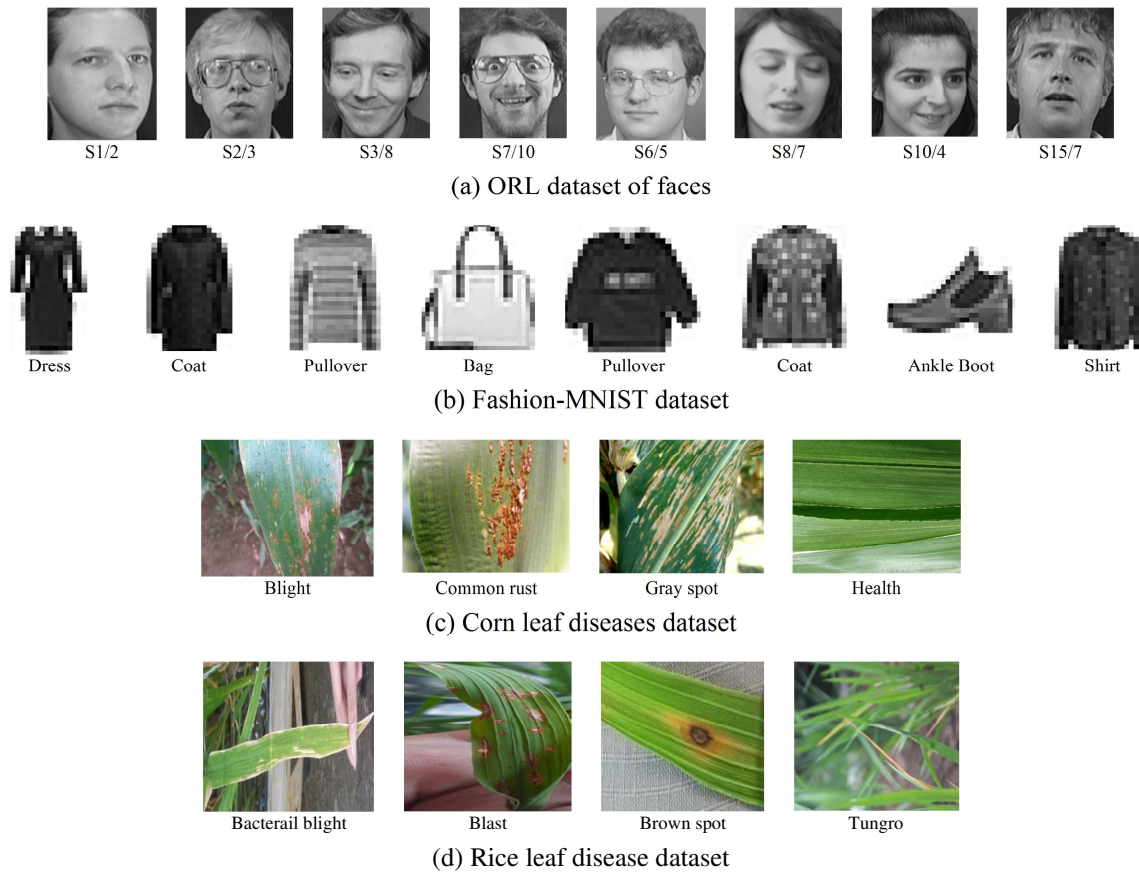 S1/2 S2/3 S3/8 S7/10 S6/5 S8/7 S10/4 S15/7
(a) ORL dataset of faces
Dress Coat Pullover Bag Pullover Coat Ankle Boot Shirt
(b) Fashion-MNIST dataset
Blight Common rust Gray spot Health
(c) Corn leaf diseases dataset
Bacterail blight Blast Brown spot Tungro
(d) Rice leaf disease dataset